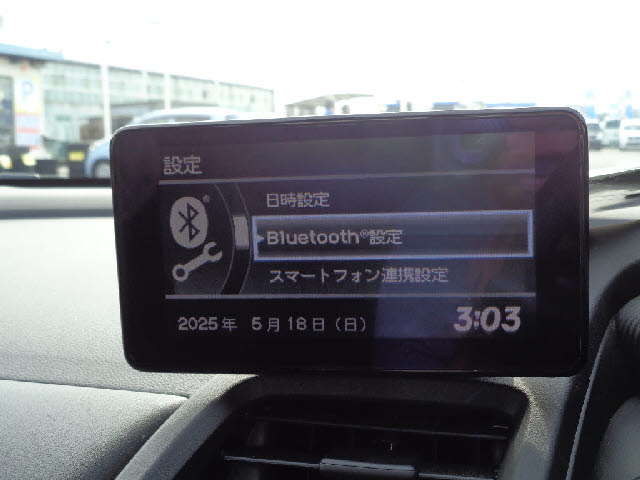 設定
日時設定
Bluetooth®設定
スマートフォン連携設定
2025年 5月18日(日) 3:03